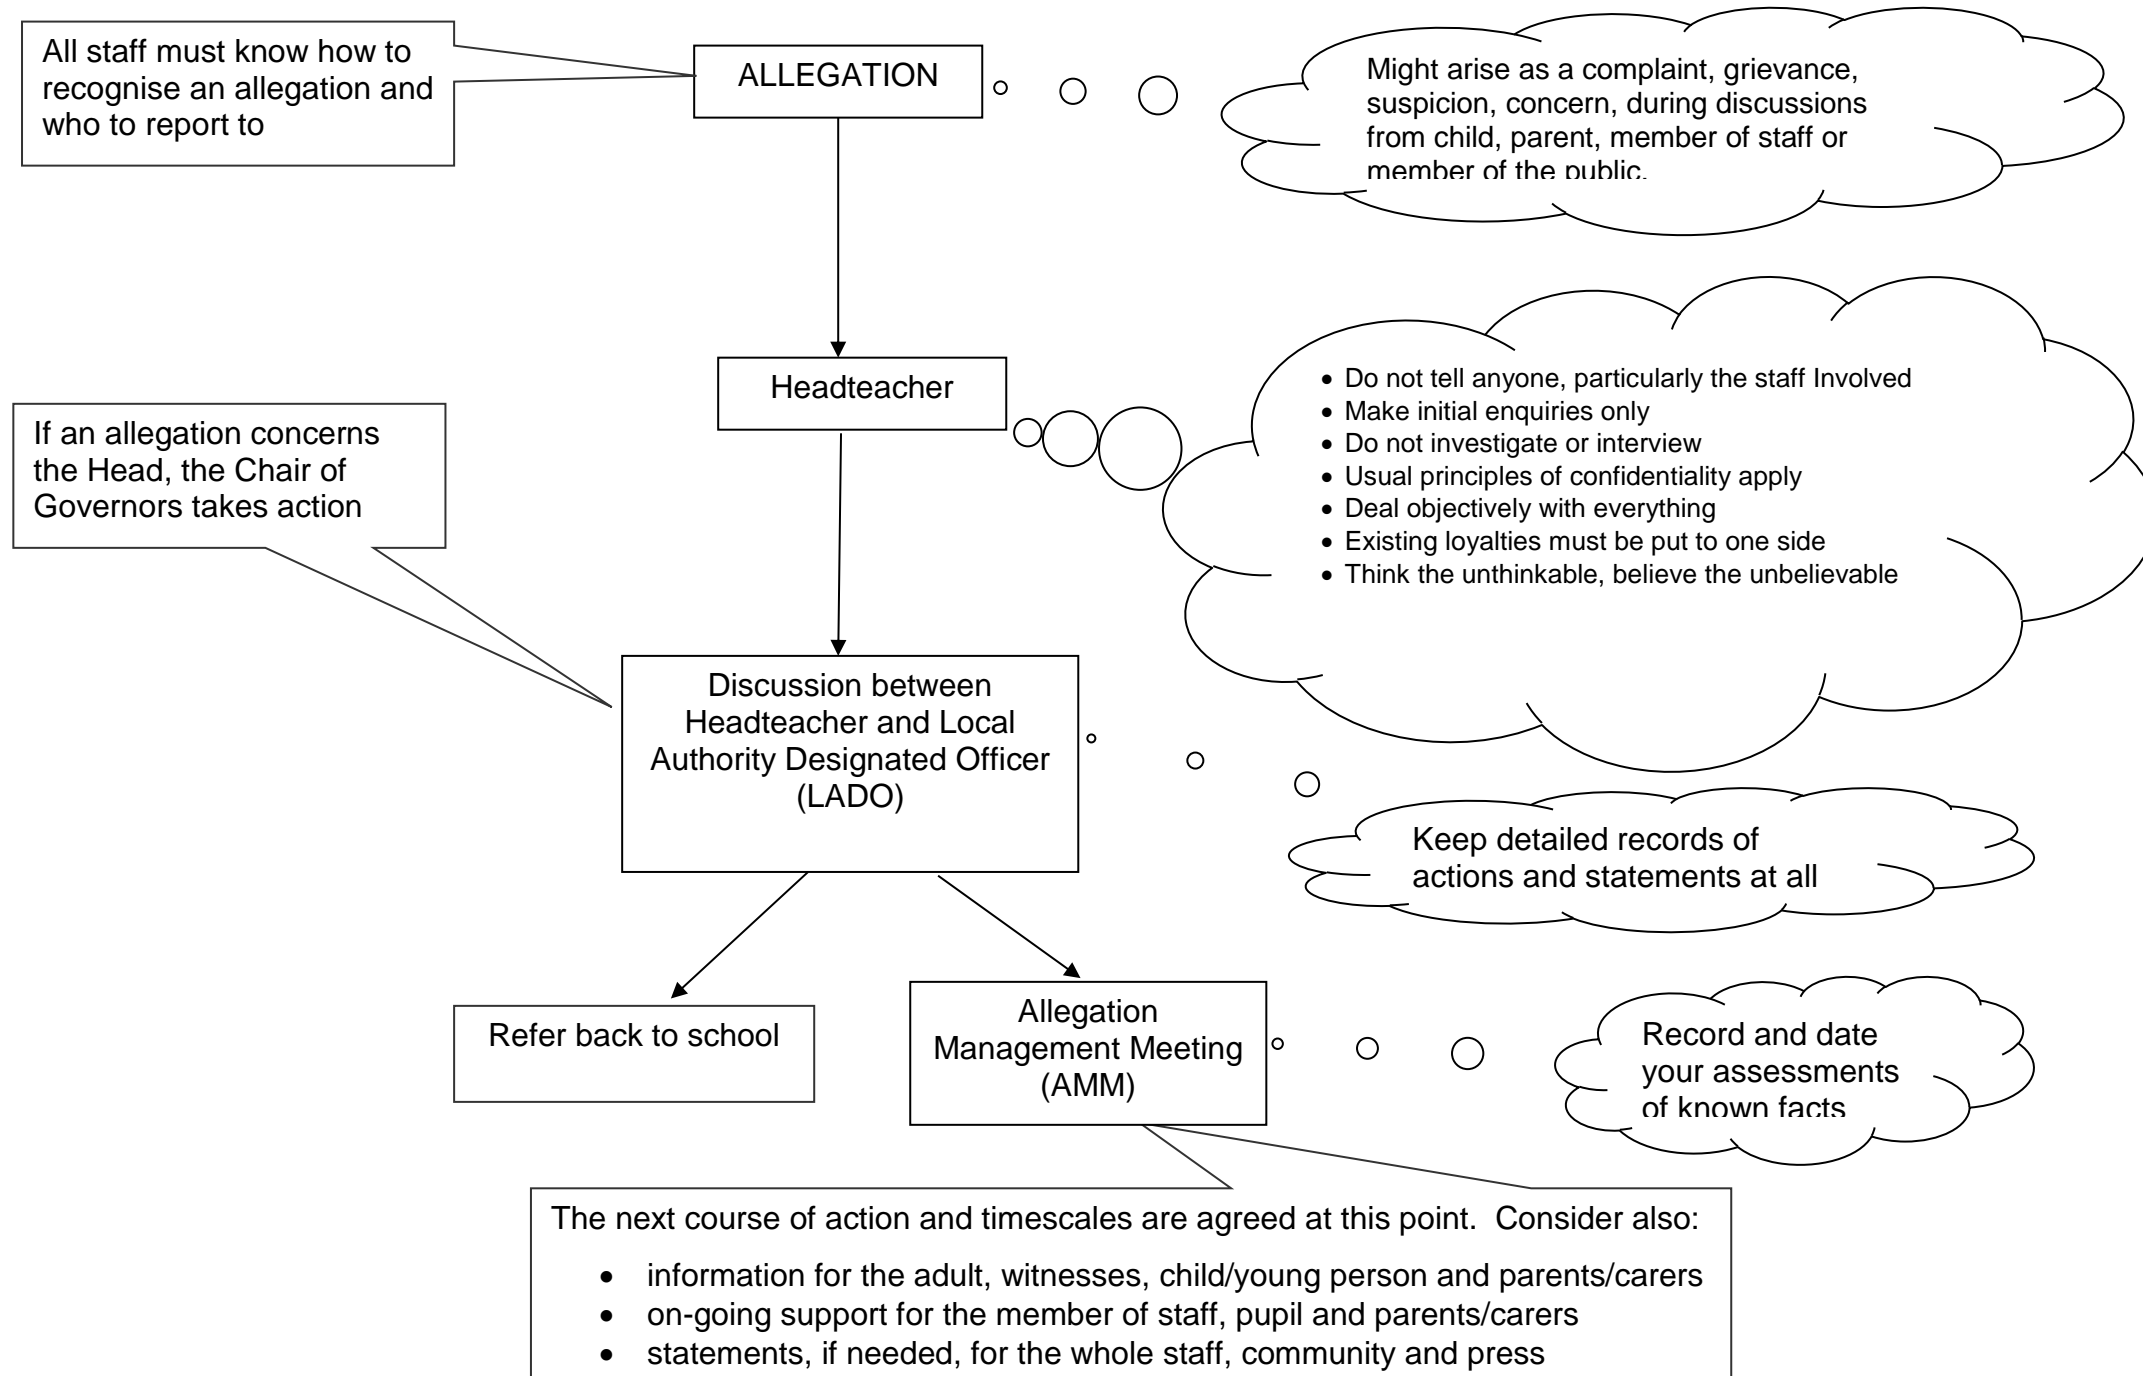 All staff must know how to
recognise an allegation and
who to report to
ALLEGATION
Might arise as a complaint, grievance,
suspicion, concern, during discussions
from child, parent, member of staff or
member of the public.
Headteacher
• Do not tell anyone, particularly the staff Involved
• Make initial enquiries only
• Do not investigate or interview
• Usual principles of confidentiality apply
• Deal objectively with everything
• Existing loyalties must be put to one side
• Think the unthinkable, believe the unbelievable
If an allegation concerns
the Head, the Chair of
Governors takes action
Discussion between
Headteacher and Local
Authority Designated Officer
(LADO)
Keep detailed records of
actions and statements at all
Refer back to school
Allegation
Management Meeting
(AMM)
Record and date
your assessments
of known facts
The next course of action and timescales are agreed at this point.  Consider also:
• information for the adult, witnesses, child/young person and parents/carers
• on-going support for the member of staff, pupil and parents/carers
• statements, if needed, for the whole staff, community and press